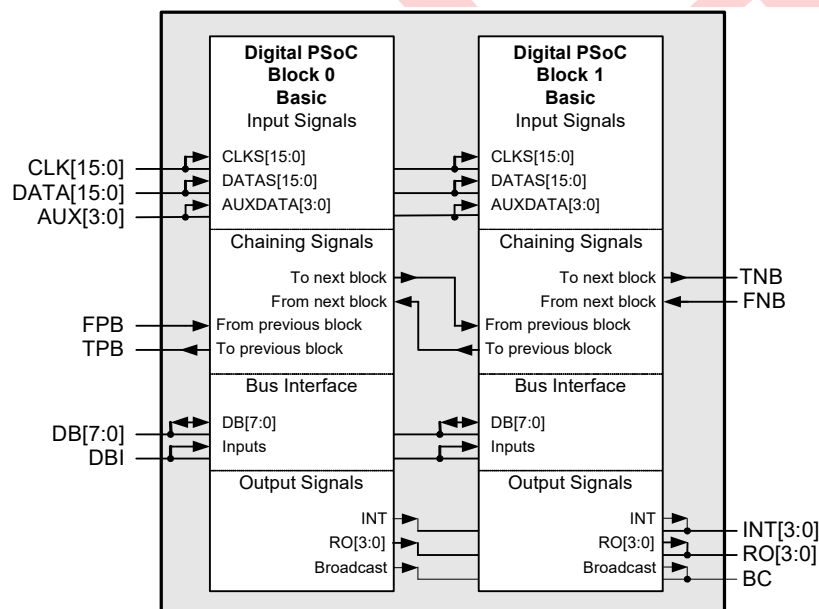 Digital PSoC
Block 0
Basic
Input Signals
CLKS[15:0]
DATAS[15:0]
AUXDATA[3:0]
Chaining Signals
To next block
From next block
From previous block
To previous block
Bus Interface
DB[7:0]
Inputs
Output Signals
INT
RO[3:0]
Broadcast
Digital PSoC
Block 1
Basic
Input Signals
CLKS[15:0]
DATAS[15:0]
AUXDATA[3:0]
Chaining Signals
To next block
From next block
From previous block
To previous block
Bus Interface
DB[7:0]
Inputs
Output Signals
INT
RO[3:0]
Broadcast
CLK[15:0]
DATA[15:0]
AUX[3:0]
FPB
TPB
DB[7:0]
DBI
TNB
FNB
INT[3:0]
RO[3:0]
BC